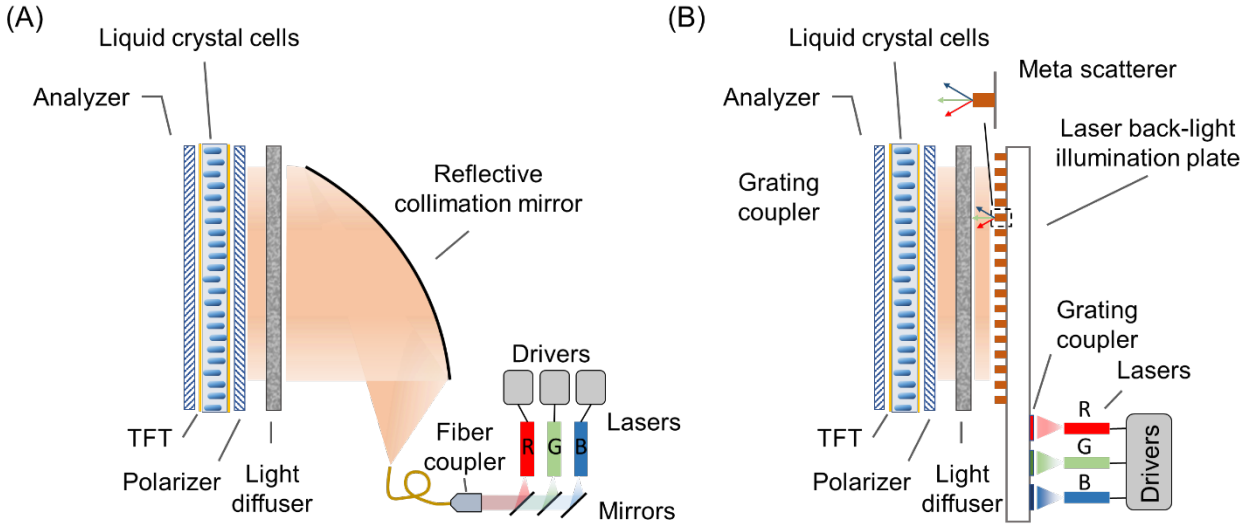 (A)
Liquid crystal cells
Analyzer
Reflective
collimation mirror
Drivers
R
G
B
Lasers
Fiber
coupler
Mirrors
TFT
Polarizer
Light
diffuser
(B)
Liquid crystal cells
Meta scatterer
Analyzer
Laser back-light
illumination plate
Grating
coupler
Grating
coupler
Lasers
R
G
B
Drivers
TFT
Polarizer
Light
diffuser